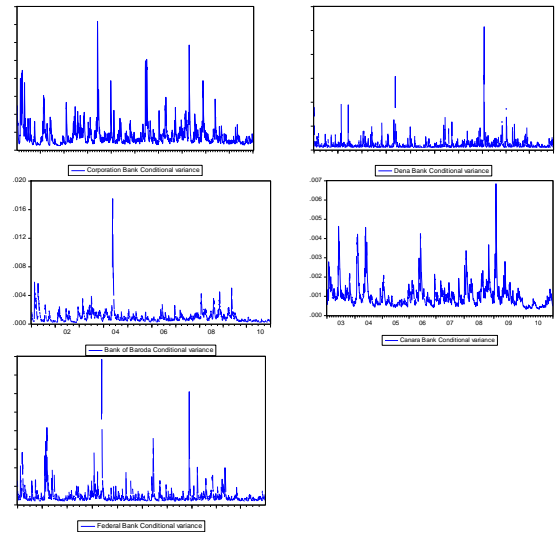 Corporation Bank Conditional variance
Dena Bank Conditional variance
.020
.016
.012
.008
.004
.000
02 04 06 08 10
Bank of Baroda Conditional variance
.007
.006
.005
.004
.003
.002
.001
.000
03 04 05 06 07 08 09 10
Canara Bank Conditional variance
Federal Bank Conditional variance